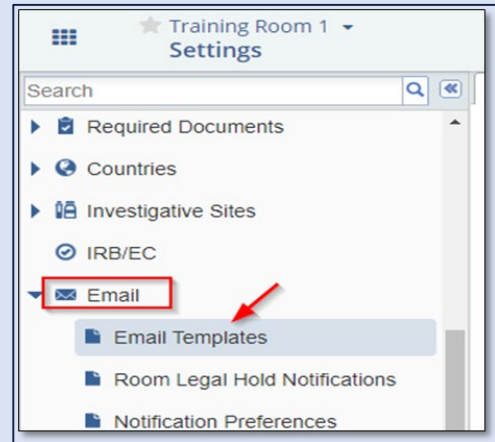 Training Room 1
Settings
Search
Required Documents
Countries
Investigative Sites
IRB/EC
Email
Email Templates
Room Legal Hold Notifications
Notification Preferences